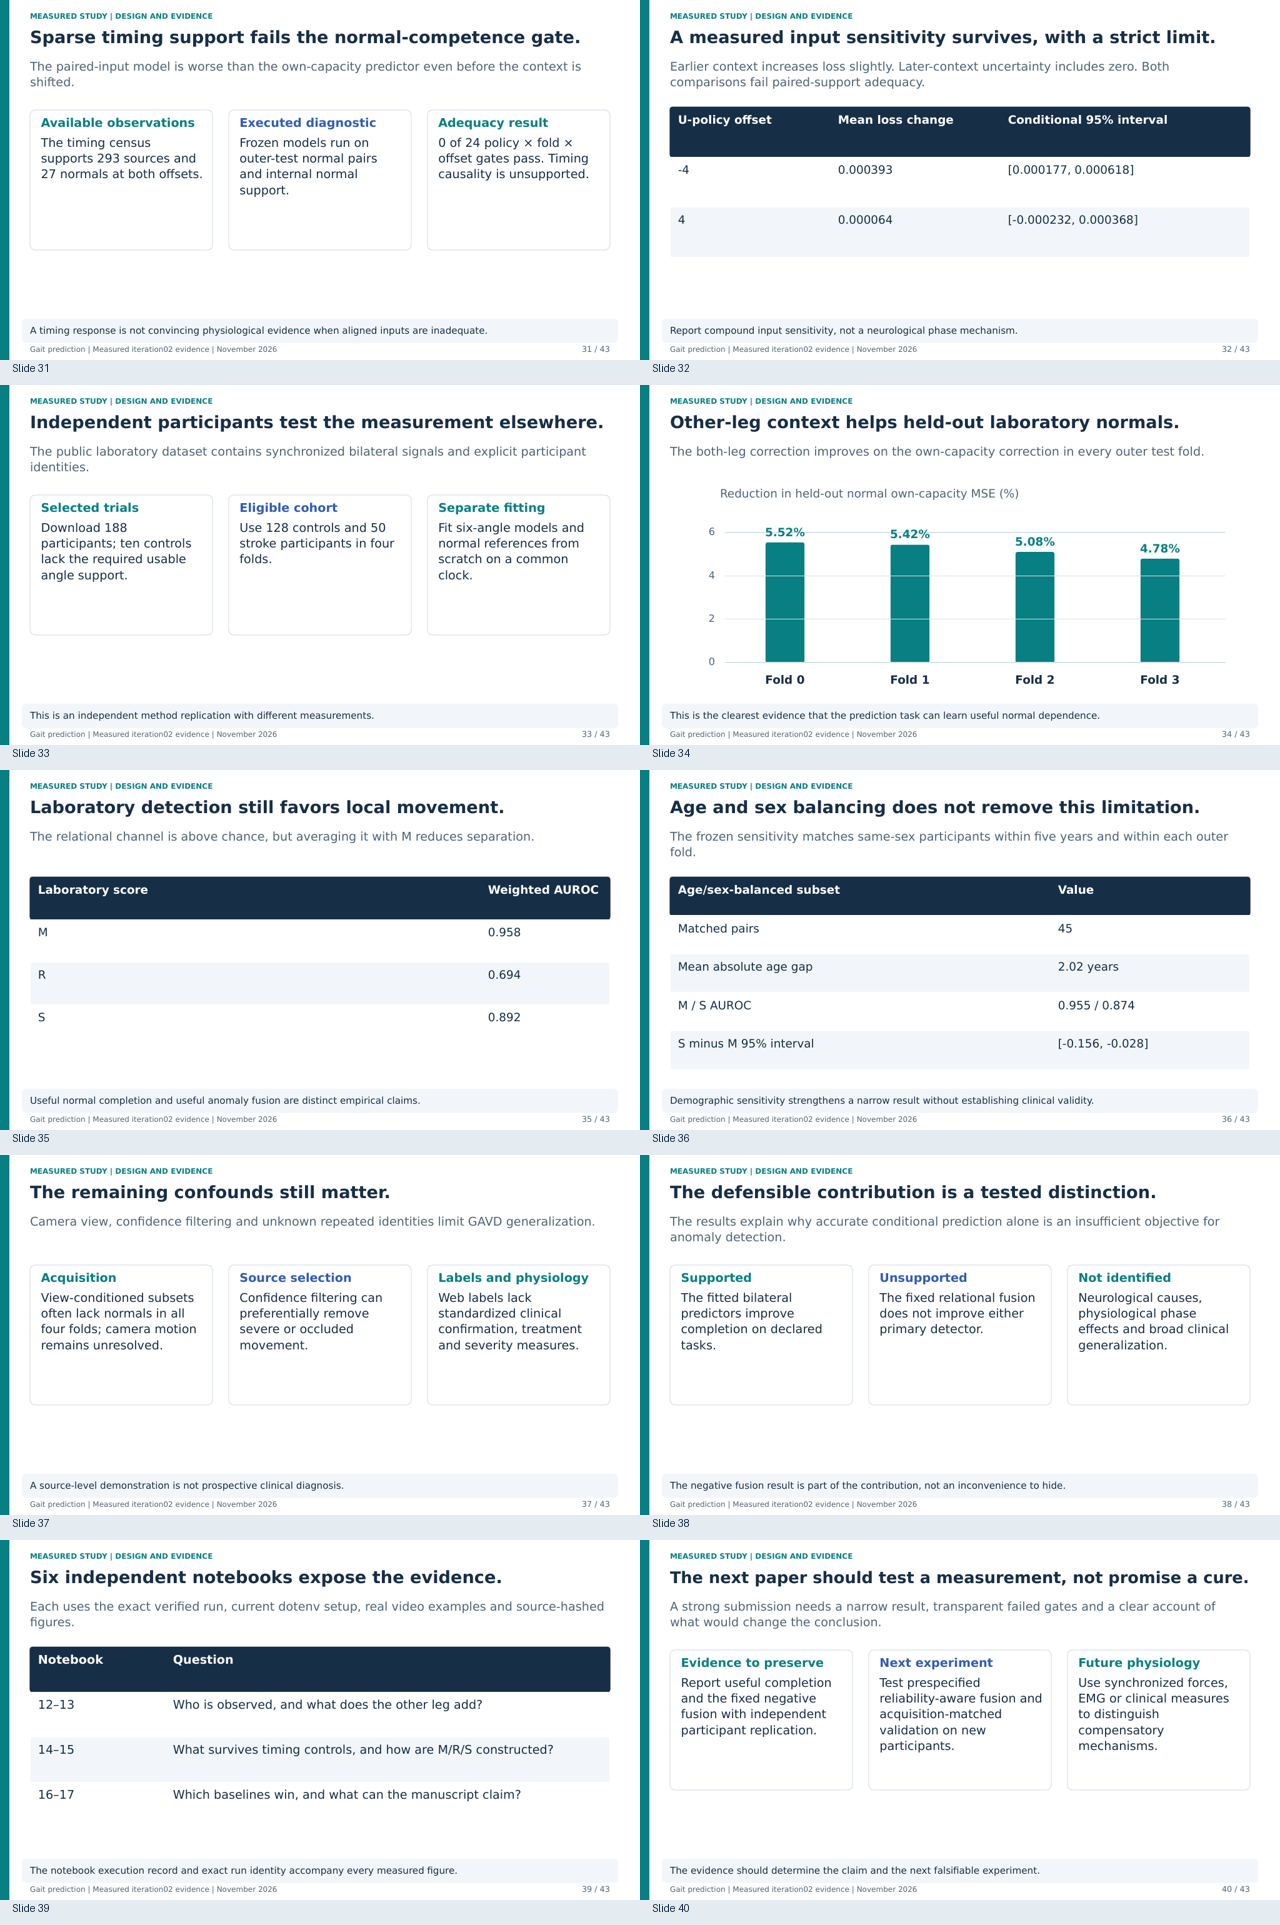 MEASURED STUDY | DESIGN AND EVIDENCE
Sparse timing support fails the normal-competence gate.
The paired-input model is worse than the own-capacity predictor even before the context is
shifted.
Available observations
The timing census
supports 293 sources and
27 normals at both offsets.
Executed diagnostic
Frozen models run on
outer-test normal pairs
and internal normal
support.
Adequacy result
0 of 24 policy × fold ×
offset gates pass. Timing
causality is unsupported.
A timing response is not convincing physiological evidence when aligned inputs are inadequate.
Gait prediction | Measured iteration02 evidence | November 2026
31 / 43
Slide 31
MEASURED STUDY | DESIGN AND EVIDENCE
A measured input sensitivity survives, with a strict limit.
Earlier context increases loss slightly. Later-context uncertainty includes zero. Both
comparisons fail paired-support adequacy.
U-policy offset Mean loss change Conditional 95% interval
-4 0.000393 [0.000177, 0.000618]
4 0.000064 [-0.000232, 0.000368]
Report compound input sensitivity, not a neurological phase mechanism.
Gait prediction | Measured iteration02 evidence | November 2026
32 / 43
Slide 32
MEASURED STUDY | DESIGN AND EVIDENCE
Independent participants test the measurement elsewhere.
The public laboratory dataset contains synchronized bilateral signals and explicit participant
identities.
Selected trials
Download 188
participants; ten controls
lack the required usable
angle support.
Eligible cohort
Use 128 controls and 50
stroke participants in four
folds.
Separate fitting
Fit six-angle models and
normal references from
scratch on a common
clock.
This is an independent method replication with different measurements.
Gait prediction | Measured iteration02 evidence | November 2026
33 / 43
Slide 33
MEASURED STUDY | DESIGN AND EVIDENCE
Other-leg context helps held-out laboratory normals.
The both-leg correction improves on the own-capacity correction in every outer test fold.
Reduction in held-out normal own-capacity MSE (%)
6
4
2
0
5.52%
5.42%
5.08%
4.78%
Fold 0 Fold 1 Fold 2 Fold 3
This is the clearest evidence that the prediction task can learn useful normal dependence.
Gait prediction | Measured iteration02 evidence | November 2026
34 / 43
Slide 34
MEASURED STUDY | DESIGN AND EVIDENCE
Laboratory detection still favors local movement.
The relational channel is above chance, but averaging it with M reduces separation.
Laboratory score Weighted AUROC
M 0.958
R 0.694
S 0.892
Useful normal completion and useful anomaly fusion are distinct empirical claims.
Gait prediction | Measured iteration02 evidence | November 2026
35 / 43
Slide 35
MEASURED STUDY | DESIGN AND EVIDENCE
Age and sex balancing does not remove this limitation.
The frozen sensitivity matches same-sex participants within five years and within each outer
fold.
Age/sex-balanced subset Value
Matched pairs 45
Mean absolute age gap 2.02 years
M / S AUROC 0.955 / 0.874
S minus M 95% interval [-0.156, -0.028]
Demographic sensitivity strengthens a narrow result without establishing clinical validity.
Gait prediction | Measured iteration02 evidence | November 2026
36 / 43
Slide 36
MEASURED STUDY | DESIGN AND EVIDENCE
The remaining confounds still matter.
Camera view, confidence filtering and unknown repeated identities limit GAVD generalization.
Acquisition
View-conditioned subsets
often lack normals in all
four folds; camera motion
remains unresolved.
Source selection
Confidence filtering can
preferentially remove
severe or occluded
movement.
Labels and physiology
Web labels lack
standardized clinical
confirmation, treatment
and severity measures.
A source-level demonstration is not prospective clinical diagnosis.
Gait prediction | Measured iteration02 evidence | November 2026
37 / 43
Slide 37
MEASURED STUDY | DESIGN AND EVIDENCE
The defensible contribution is a tested distinction.
The results explain why accurate conditional prediction alone is an insufficient objective for
anomaly detection.
Supported
The fitted bilateral
predictors improve
completion on declared
tasks.
Unsupported
The fixed relational fusion
does not improve either
primary detector.
Not identified
Neurological causes,
physiological phase
effects and broad clinical
generalization.
The negative fusion result is part of the contribution, not an inconvenience to hide.
Gait prediction | Measured iteration02 evidence | November 2026
38 / 43
Slide 38
MEASURED STUDY | DESIGN AND EVIDENCE
Six independent notebooks expose the evidence.
Each uses the exact verified run, current dotenv setup, real video examples and source-hashed
figures.
Notebook Question
12–13 Who is observed, and what does the other leg add?
14–15 What survives timing controls, and how are M/R/S constructed?
16–17 Which baselines win, and what can the manuscript claim?
The notebook execution record and exact run identity accompany every measured figure.
Gait prediction | Measured iteration02 evidence | November 2026
39 / 43
Slide 39
MEASURED STUDY | DESIGN AND EVIDENCE
The next paper should test a measurement, not promise a cure.
A strong submission needs a narrow result, transparent failed gates and a clear account of
what would change the conclusion.
Evidence to preserve
Report useful completion
and the fixed negative
fusion with independent
participant replication.
Next experiment
Test prespecified
reliability-aware fusion and
acquisition-matched
validation on new
participants.
Future physiology
Use synchronized forces,
EMG or clinical measures
to distinguish
compensatory
mechanisms.
The evidence should determine the claim and the next falsifiable experiment.
Gait prediction | Measured iteration02 evidence | November 2026
40 / 43
Slide 40